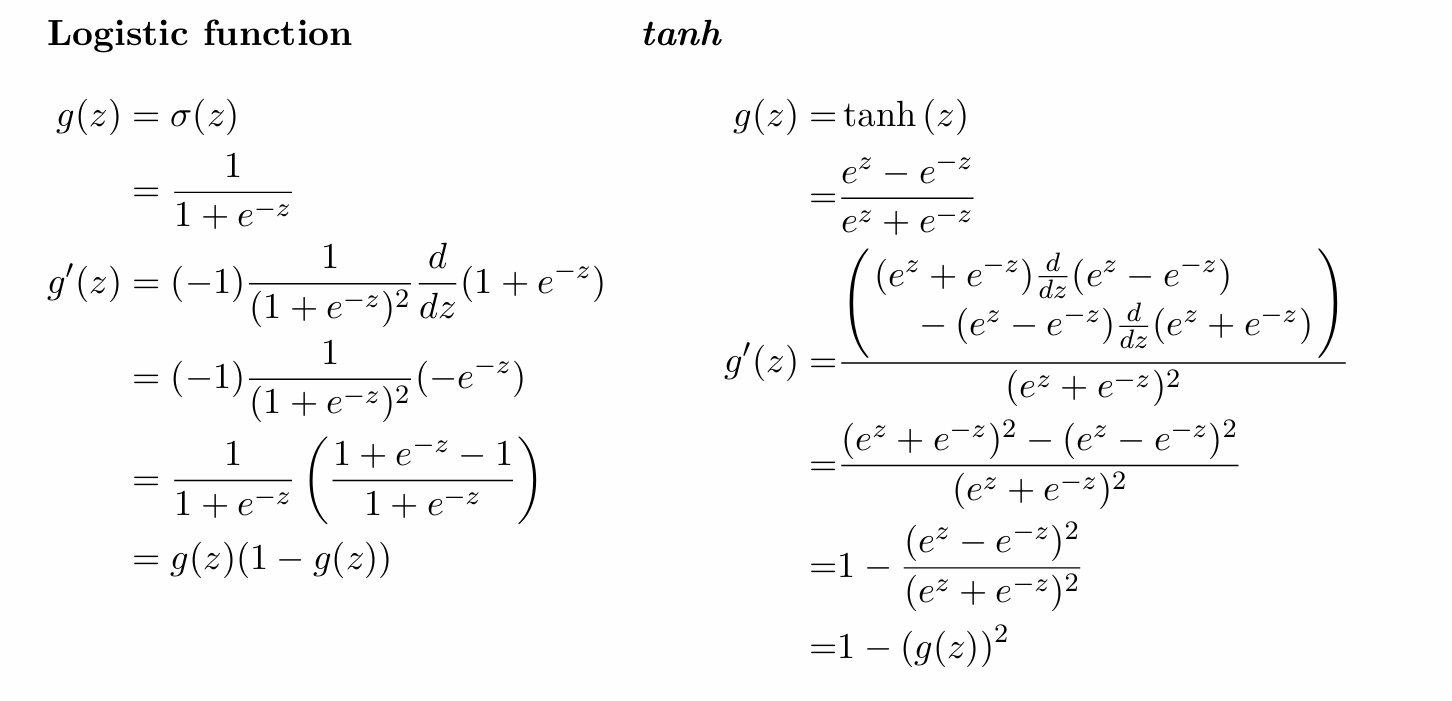 Logistic function
g(z) = σ(z)
= \frac{1}{1 + e^{-z}}
g'(z) = (-1)\frac{1}{(1 + e^{-z})^2}\frac{d}{dz}(1 + e^{-z})
= (-1)\frac{1}{(1 + e^{-z})^2}(-e^{-z})
= \frac{1}{1 + e^{-z}}\left(\frac{1 + e^{-z} - 1}{1 + e^{-z}}\right)
= g(z)(1 - g(z))
tanh
g(z) = tanh (z)
= \frac{e^z - e^{-z}}{e^z + e^{-z}}
g'(z) = \frac{\left((e^z + e^{-z})\frac{d}{dz}(e^z - e^{-z}) - (e^z - e^{-z})\frac{d}{dz}(e^z + e^{-z})\right)}{(e^z + e^{-z})^2}
= \frac{(e^z + e^{-z})^2 - (e^z - e^{-z})^2}{(e^z + e^{-z})^2}
= 1 - \frac{(e^z - e^{-z})^2}{(e^z + e^{-z})^2}
= 1 - (g(z))^2